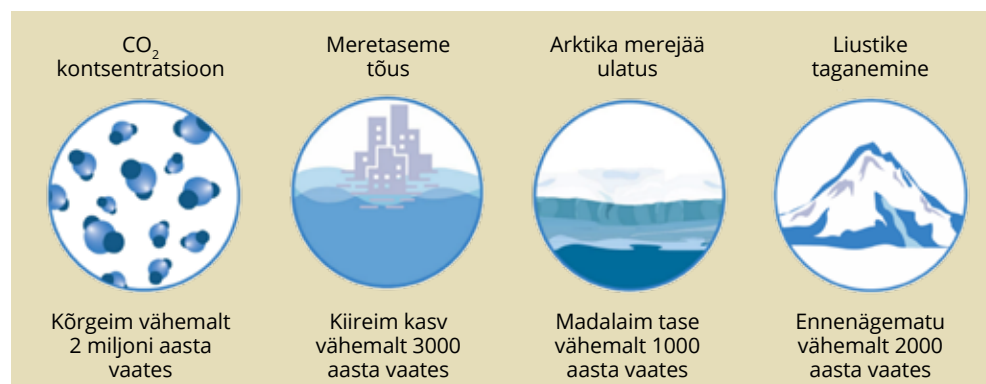 CO₂
kontsentratsioon
Meretaseme
tõus
Arktika merejää
ulatus
Liustike
taganemine
Kõrgeim vähemalt
2 miljoni aasta
vaates
Kiireim kasv
vähemalt 3000
aasta vaates
Madalaim tase
vähemalt 1000
aasta vaates
Ennenägematu
vähemalt 2000
aasta vaates